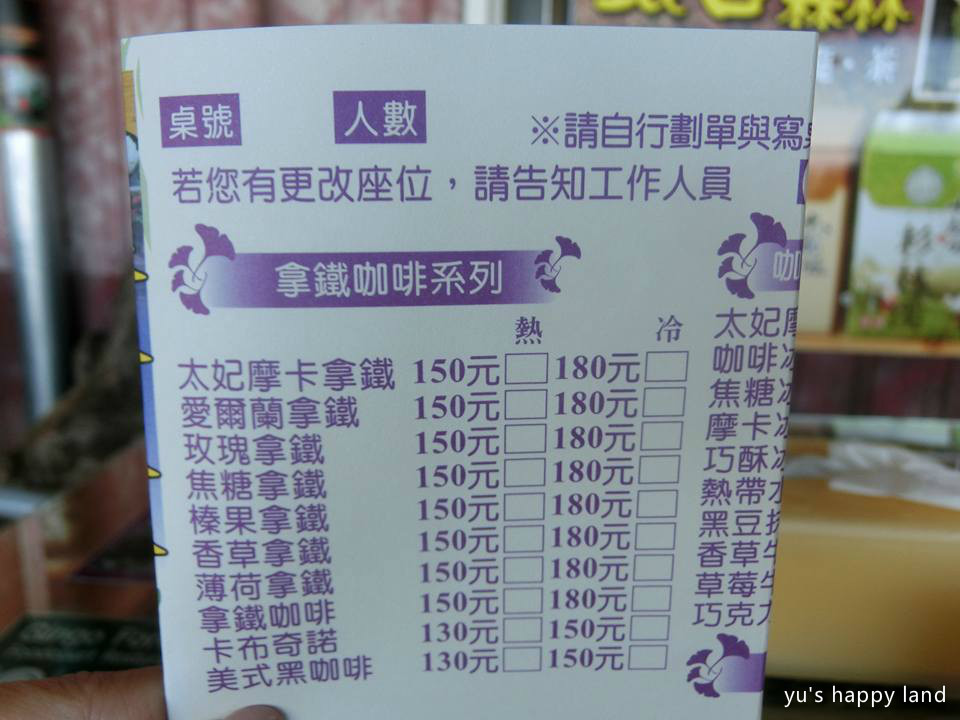 桌號 人數 ※請自行劃單與寫
若您有更改座位，請告知工作人員
拿鐵咖啡系列
熱 冷
太妃摩卡拿鐵 150元 180元
愛爾蘭拿鐵 150元 180元
玫瑰拿鐵 150元 180元
焦糖拿鐵 150元 180元
榛果拿鐵 150元 180元
香草拿鐵 150元 180元
薄荷拿鐵 150元 180元
拿鐵咖啡 150元 180元
卡布奇諾 130元 150元
美式黑咖啡 130元 150元
咖
太妃摩
咖啡
焦糖
摩卡
巧酥
熱帶
黑豆
香草
草莓
巧克
yu's happy land